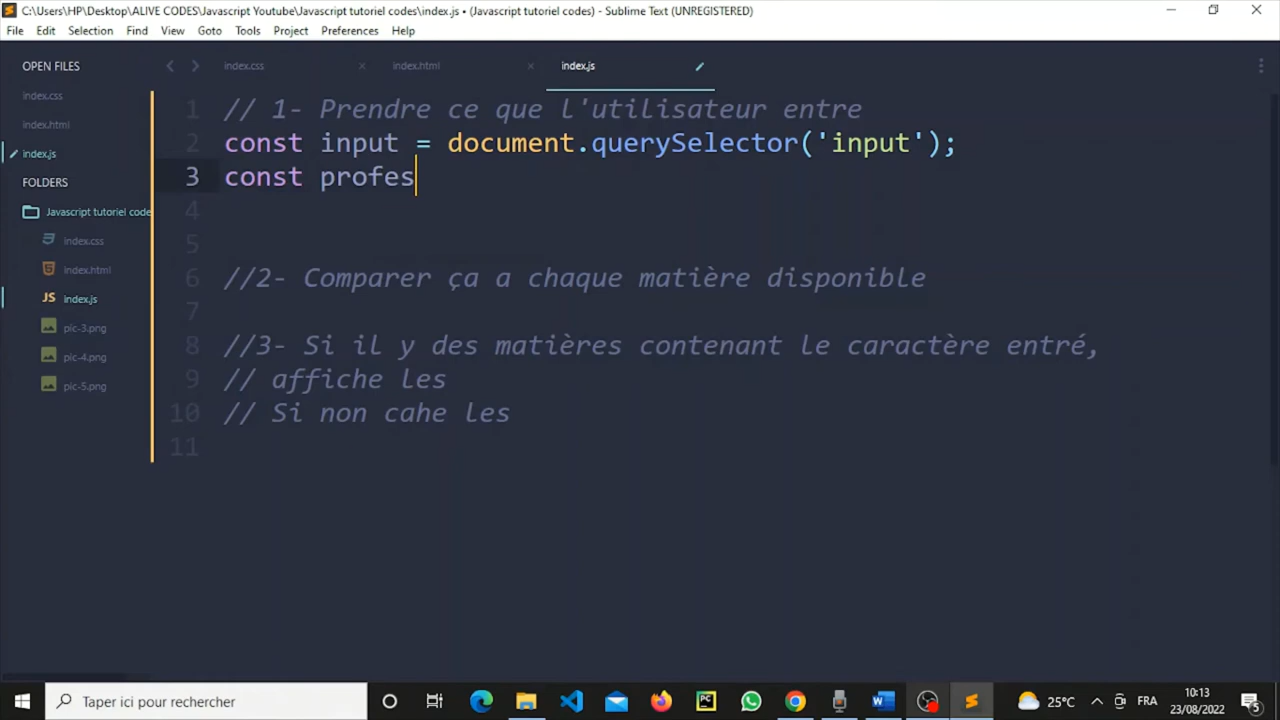 C:\Users\HP\Desktop\ALIVE CODES\Javascript Youtube\Javascript tutoriel codes\index.js • (Javascript tutoriel codes) - Sublime Text (UNREGISTERED)
File Edit Selection Find View Goto Tools Project Preferences Help
OPEN FILES
index.css
index.html
index.js
FOLDERS
Javascript tutoriel code
index.css
index.html
JS index.js
pic-3.png
pic-4.png
pic-5.png
index.css × index.html × index.js
1 // 1- Prendre ce que l'utilisateur entre
2 const input = document.querySelector('input');
3 const profes
4
5
6 //2- Comparer ça a chaque matière disponible
7
8 //3- Si il y des matières contenant le caractère entré,
9 // affiche les
10 // Si non cahe les
11
Taper ici pour rechercher
25°C
FRA
10:13
23/08/2022
5